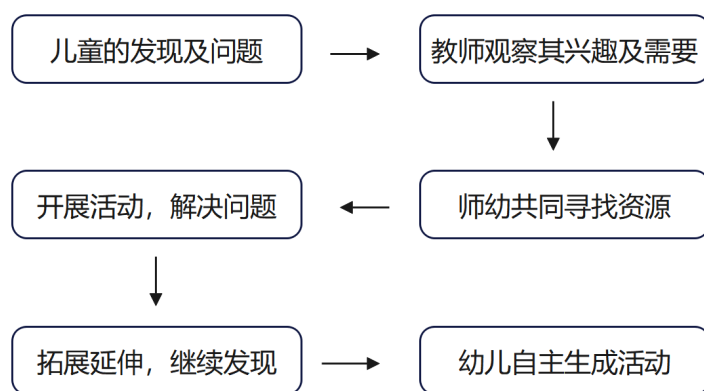 儿童的发现及问题
教师观察其兴趣及需要
师幼共同寻找资源
开展活动，解决问题
拓展延伸，继续发现
幼儿自主生成活动